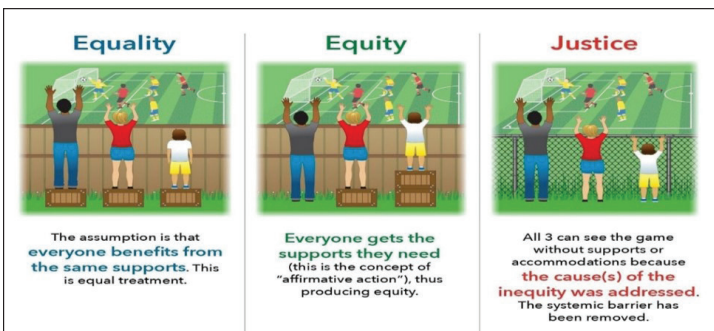 Equality
The assumption is that
everyone benefits from
the same supports. This
is equal treatment.
Equity
Everyone gets the
supports they need
(this is the concept of
"affirmative action"), thus
producing equity.
Justice
All 3 can see the game
without supports or
accommodations because
the cause(s) of the
inequity was addressed.
The systemic barrier has
been removed.